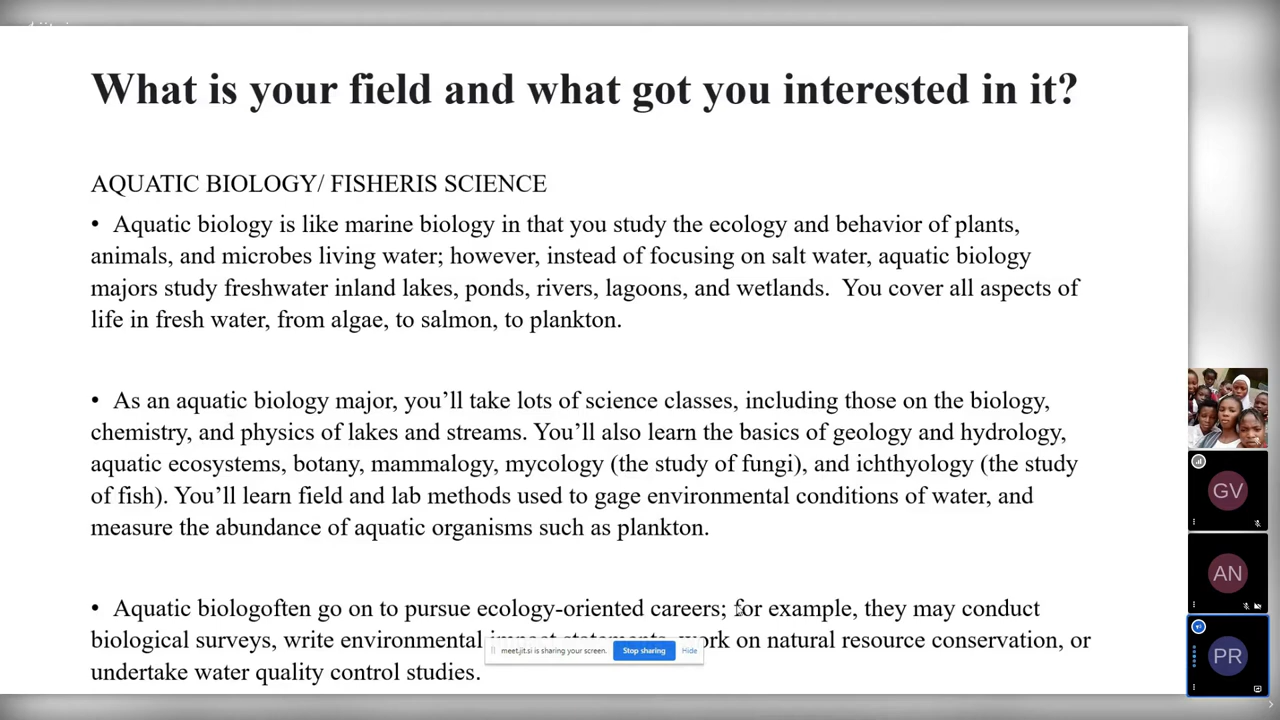 What is your field and what got you interested in it?
AQUATIC BIOLOGY/ FISHERIS SCIENCE
• Aquatic biology is like marine biology in that you study the ecology and behavior of plants,
animals, and microbes living water; however, instead of focusing on salt water, aquatic biology
majors study freshwater inland lakes, ponds, rivers, lagoons, and wetlands. You cover all aspects of
life in fresh water, from algae, to salmon, to plankton.
• As an aquatic biology major, you’ll take lots of science classes, including those on the biology,
chemistry, and physics of lakes and streams. You’ll also learn the basics of geology and hydrology,
aquatic ecosystems, botany, mammalogy, mycology (the study of fungi), and ichthyology (the study
of fish). You’ll learn field and lab methods used to gage environmental conditions of water, and
measure the abundance of aquatic organisms such as plankton.
• Aquatic biologoften go on to pursue ecology-oriented careers; for example, they may conduct
biological surveys, write environmental impact statements, work on natural resource conservation, or
undertake water quality control studies.
meet.jit.si is sharing your screen. Stop sharing Hide
GV
AN
PR